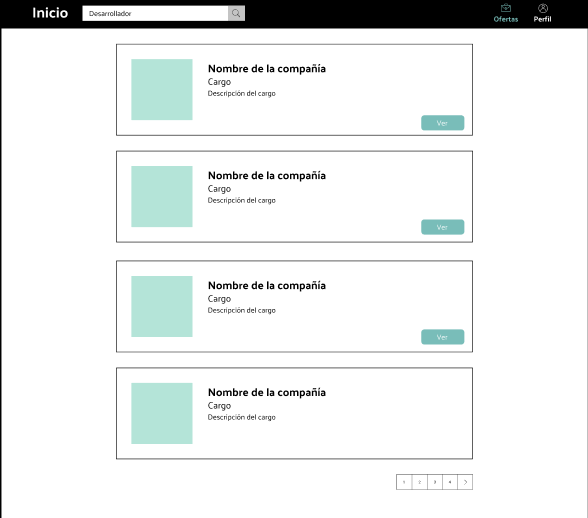 Inicio
Desarrollador
Ofertas
Perfil
Nombre de la compañía
Cargo
Descripción del cargo
Ver
Nombre de la compañía
Cargo
Descripción del cargo
Ver
Nombre de la compañía
Cargo
Descripción del cargo
Ver
Nombre de la compañía
Cargo
Descripción del cargo
1 2 3 4 >